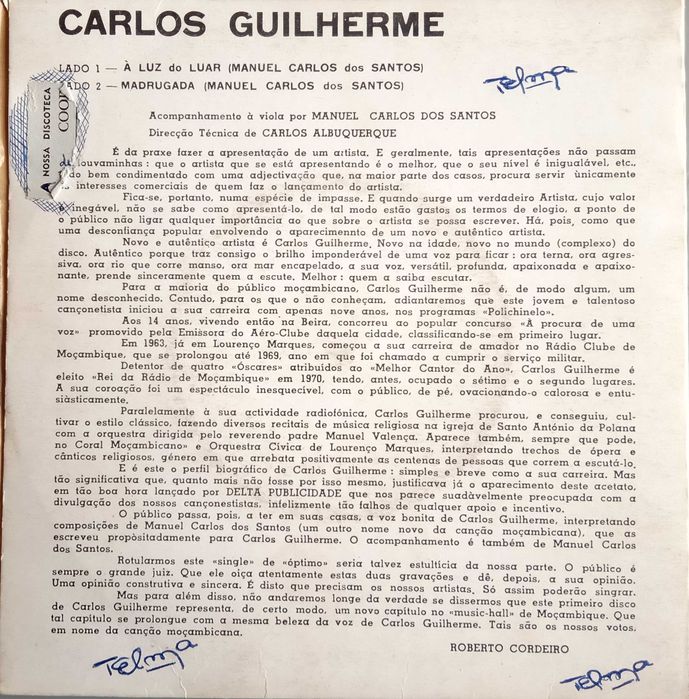 CARLOS GUILHERME
LADO 1 — À LUZ do LUAR (MANUEL CARLOS dos SANTOS)
ADO 2 — MADRUGADA (MANUEL CARLOS dos SANTOS)
Telma
A NOSSA DISCOTECA
COOP
Acompanhamento à viola por MANUEL CARLOS DOS SANTOS
Direcção Técnica de CARLOS ALBUQUERQUE
É da praxe fazer a apresentação de um artista. E geralmente, tais apresentações não passam
de louvaminhas : que o artista que se está apresentando é o melhor, que o seu nível é inigualável, etc.,
do bem condimentado com uma adjectivação que, na maior parte dos casos, procura servir ùnicamente
interesses comerciais de quem faz o lançamento do artista.
Fica-se, portanto, numa espécie de impasse. E quando surge um verdadeiro Artista, cujo valor
é inegável, não se sabe como apresentá-lo, de tal modo estão gastos os termos de elogio, a ponto de
o público não ligar qualquer importância ao que sobre o artista se possa escrever. Há, pois, como que
uma desconfiança popular envolvendo o aparecimennto de um novo e autêntico artista.
Novo e autêntico artista é Carlos Guilherme. Novo na idade, novo no mundo (complexo) do
disco. Autêntico porque traz consigo o brilho imponderável de uma voz para ficar : ora terna, ora agres-
siva, ora rio que corre manso, ora mar encapelado, a sua voz, versátil, profunda, apaixonada e apaixo-
nante, prende sinceramente quem a escute. Melhor : quem a saiba escutar.
Para a maioria do público moçambicano, Carlos Guilherme não é, de modo algum, um
nome desconhecido. Contudo, para os que o não conheçam, adiantaremos que este jovem e talentoso
cançonetista iniciou a sua carreira com apenas nove anos, nos programas «Polichinelo».
Aos 14 anos, vivendo então na Beira, concorreu ao popular concurso «À procura de uma
voz» promovido pela Emissora do Aéro-Clube daquela cidade, classificando-se em primeiro lugar.
Em 1963, já em Lourenço Marques, começou a sua carreira de amador no Rádio Clube de
Moçambique, que se prolongou até 1969, ano em que foi chamado a cumprir o serviço militar.
Detentor de quatro «Óscares» atribuidos ao «Melhor Cantor do Ano», Carlos Guilherme é
eleito «Rei da Rádio de Moçambique» em 1970, tendo, antes, ocupado o sétimo e o segundo lugares.
A sua coroação foi um espectáculo inesquecível, com o público, de pé, ovacionando-o calorosa e entu-
siàsticamente.
Paralelamente à sua actividade radiofónica, Carlos Guilherme procurou, e conseguiu, cul-
tivar o estilo clássico, fazendo diversos recitais de música religiosa na igreja de Santo António da Polana
com a orquestra dirigida pelo reverendo padre Manuel Valença. Aparece também, sempre que pode,
no Coral Moçambicano» e Orquestra Cívica de Lourenço Marques, interpretando trechos de ópera e
cânticos religiosos, género em que arrebata positivamente as centenas de pessoas que correm a escutá-lo.
E é este o perfil biográfico de Carlos Guilherme : simples e breve como a sua carreira. Mas
tão significativa que, quanto mais não fosse por isso mesmo, justificava já o aparecimento deste acetato,
em tão boa hora lançado por DELTA PUBLICIDADE que nos parece suadàvelmente preocupada com a
divulgação dos nossos cançonestistas, infelizmente tão falhos de qualquer apoio e incentivo.
O público passa, pois, a ter em suas casas, a voz bonita de Carlos Guilherme, interpretando
composições de Manuel Carlos dos Santos (um outro nome novo da canção moçambicana), que as
escreveu propòsitadamente para Carlos Guilherme. O acompanhamento é também de Manuel Carlos
dos Santos.
Rotularmos este «single» de «óptimo» seria talvez estultícia da nossa parte. O público é
sempre o grande juiz. Que ele oiça atentamente estas duas gravações e dê, depois, a sua opinião.
Uma opinião construtiva e sincera. É disto que precisam os nossos artistas. Só assim poderão singrar.
Mas para além disso, não andaremos longe da verdade se dissermos que este primeiro disco
de Carlos Guilherme representa, de certo modo, um novo capítulo no «music-hall» de Moçambique. Que
tal capítulo se prolongue com a mesma beleza da voz de Carlos Guilherme. Tais são os nossos votos,
em nome da canção moçambicana.
ROBERTO CORDEIRO
Telma
Telma